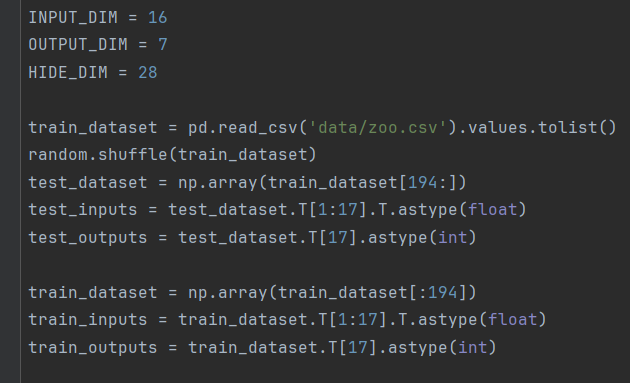 INPUT_DIM = 16
OUTPUT_DIM = 7
HIDE_DIM = 28
train_dataset = pd.read_csv('data/zoo.csv').values.tolist()
random.shuffle(train_dataset)
test_dataset = np.array(train_dataset[194:])
test_inputs = test_dataset.T[1:17].T.astype(float)
test_outputs = test_dataset.T[17].astype(int)
train_dataset = np.array(train_dataset[:194])
train_inputs = train_dataset.T[1:17].T.astype(float)
train_outputs = train_dataset.T[17].astype(int)